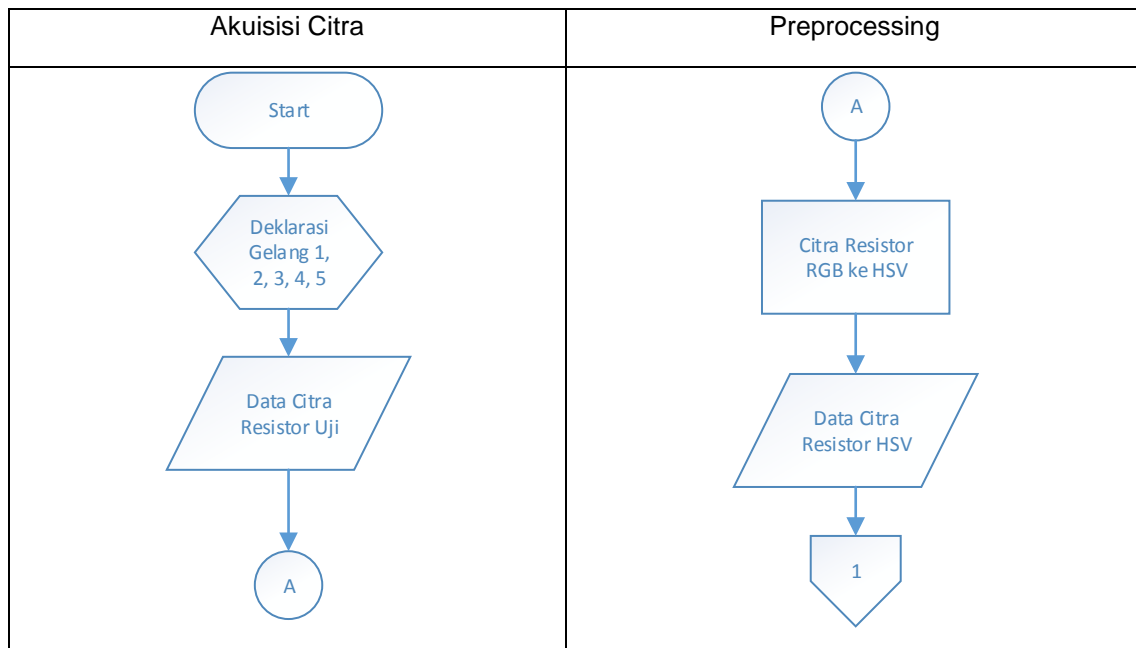 Akuisisi Citra
Preprocessing
Start
Deklarasi
Gelang 1,
2, 3, 4, 5
Data Citra
Resistor Uji
A
A
Citra Resistor
RGB ke HSV
Data Citra
Resistor HSV
1